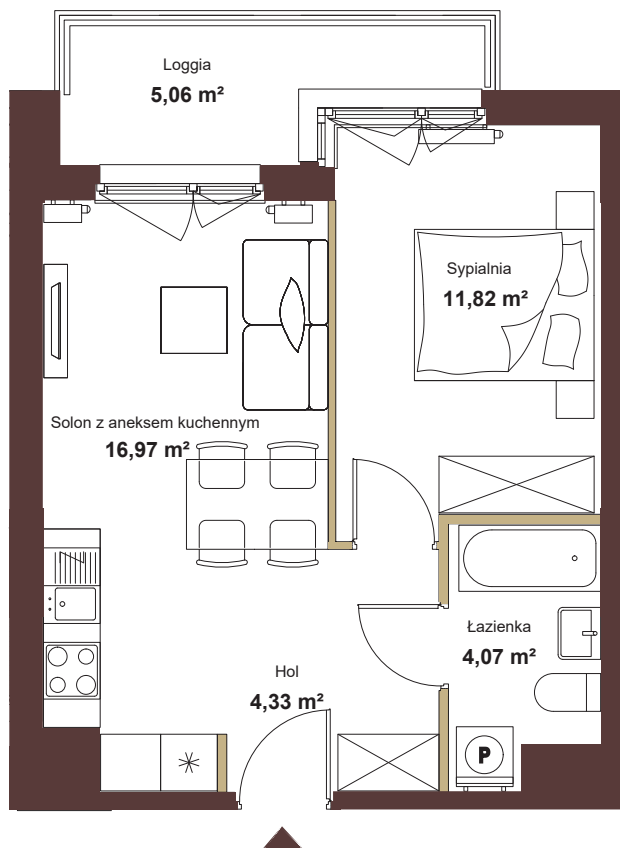 Loggia
5,06 m²
Sypialnia
11,82 m²
Solon z aneksem kuchennym
16,97 m²
Łazienka
4,07 m²
Hol
4,33 m²
P